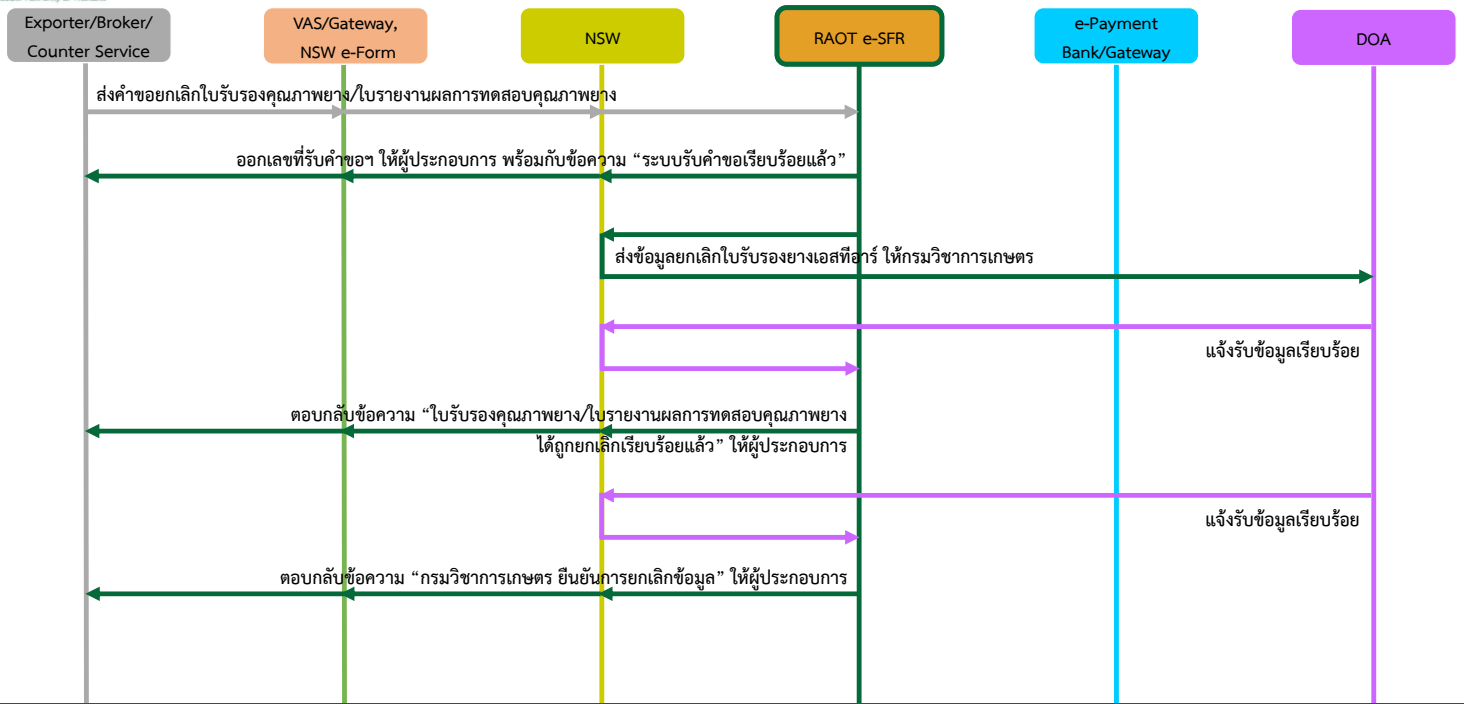 Exporter/Broker/
Counter Service
VAS/Gateway,
NSW e-Form
NSW
RAOT e-SFR
e-Payment
Bank/Gateway
DOA
ส่งคำขอยกเลิกใบรับรองคุณภาพยาง/ใบรายงานผลการทดสอบคุณภาพยาง
ออกเลขที่รับคำขอฯ ให้ผู้ประกอบการ พร้อมกับข้อความ “ระบบรับคำขอเรียบร้อยแล้ว”
ส่งข้อมูลยกเลิกใบรับรองยางเอสทีอาร์ ให้กรมวิชาการเกษตร
แจ้งรับข้อมูลเรียบร้อย
ตอบกลับข้อความ “ใบรับรองคุณภาพยาง/ใบรายงานผลการทดสอบคุณภาพยาง
ได้ถูกยกเลิกเรียบร้อยแล้ว” ให้ผู้ประกอบการ
แจ้งรับข้อมูลเรียบร้อย
ตอบกลับข้อความ “กรมวิชาการเกษตร ยืนยันการยกเลิกข้อมูล” ให้ผู้ประกอบการ